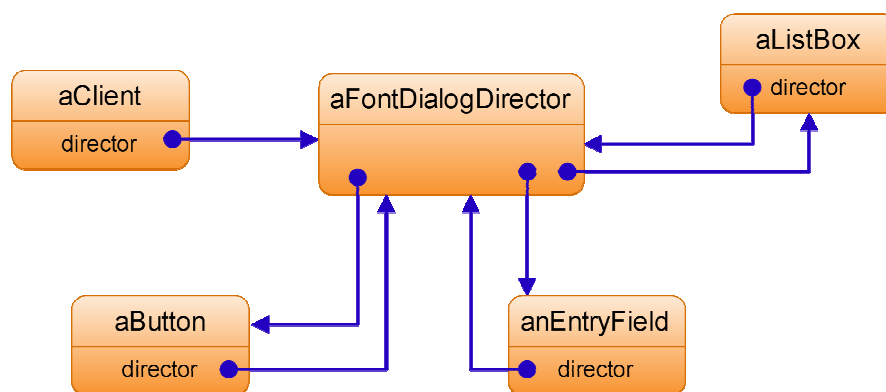 aListBox
director
aClient
director
aFontDialogDirector
aButton
director
anEntryField
director